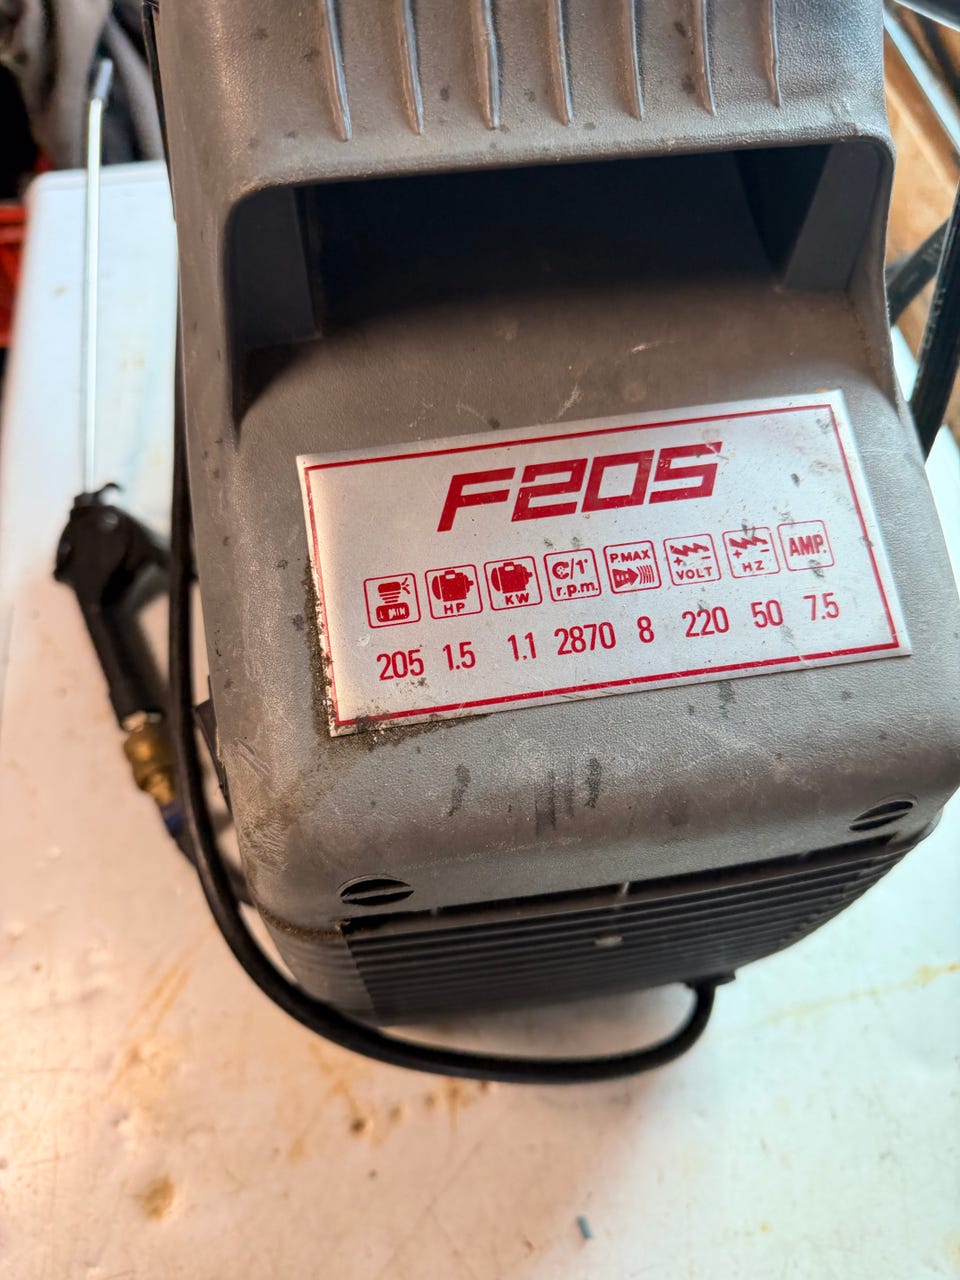 F205
L MIN HP KW C/1' r.p.m. P.MAX VOLT HZ AMP.
205 1.5 1.1 2870 8 220 50 7.5